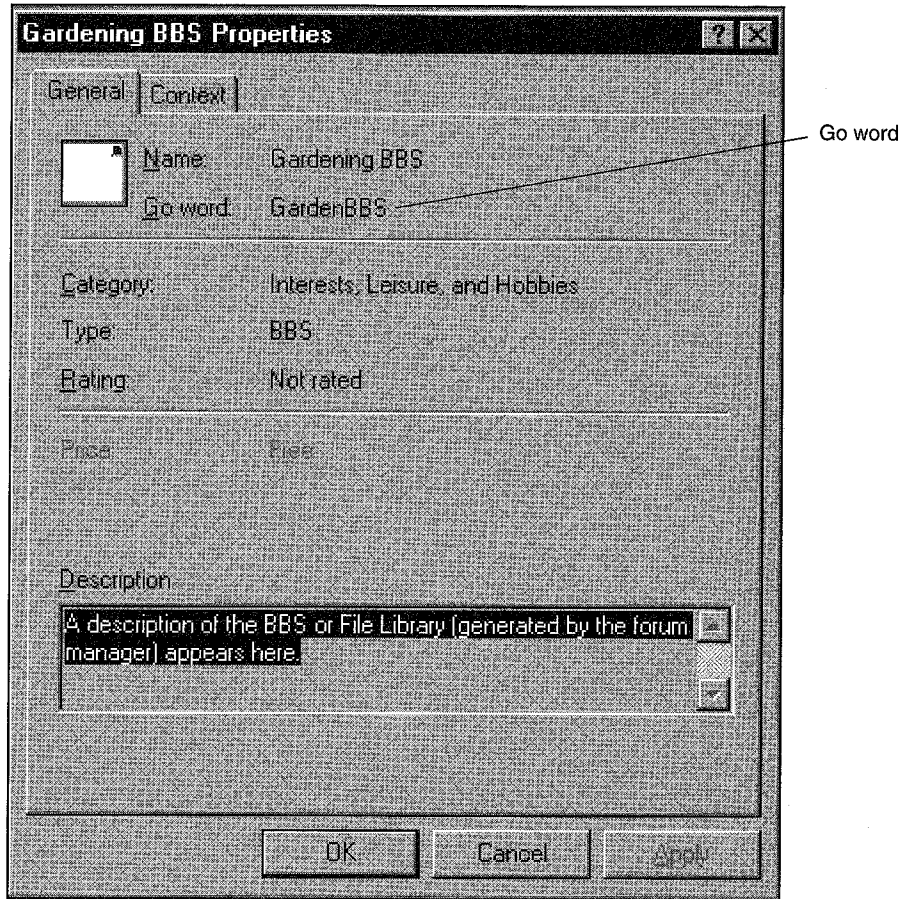 Gardening BBS Properties
General Context
Name: Gardening BBS
Go word
Go word: GardenBBS
Category: Interests, Leisure, and Hobbies
Type: BBS
Rating: Not rated
Price Free
Description
A description of the BBS or File Library (generated by the forum
manager) appears here.
OK Cancel Apply